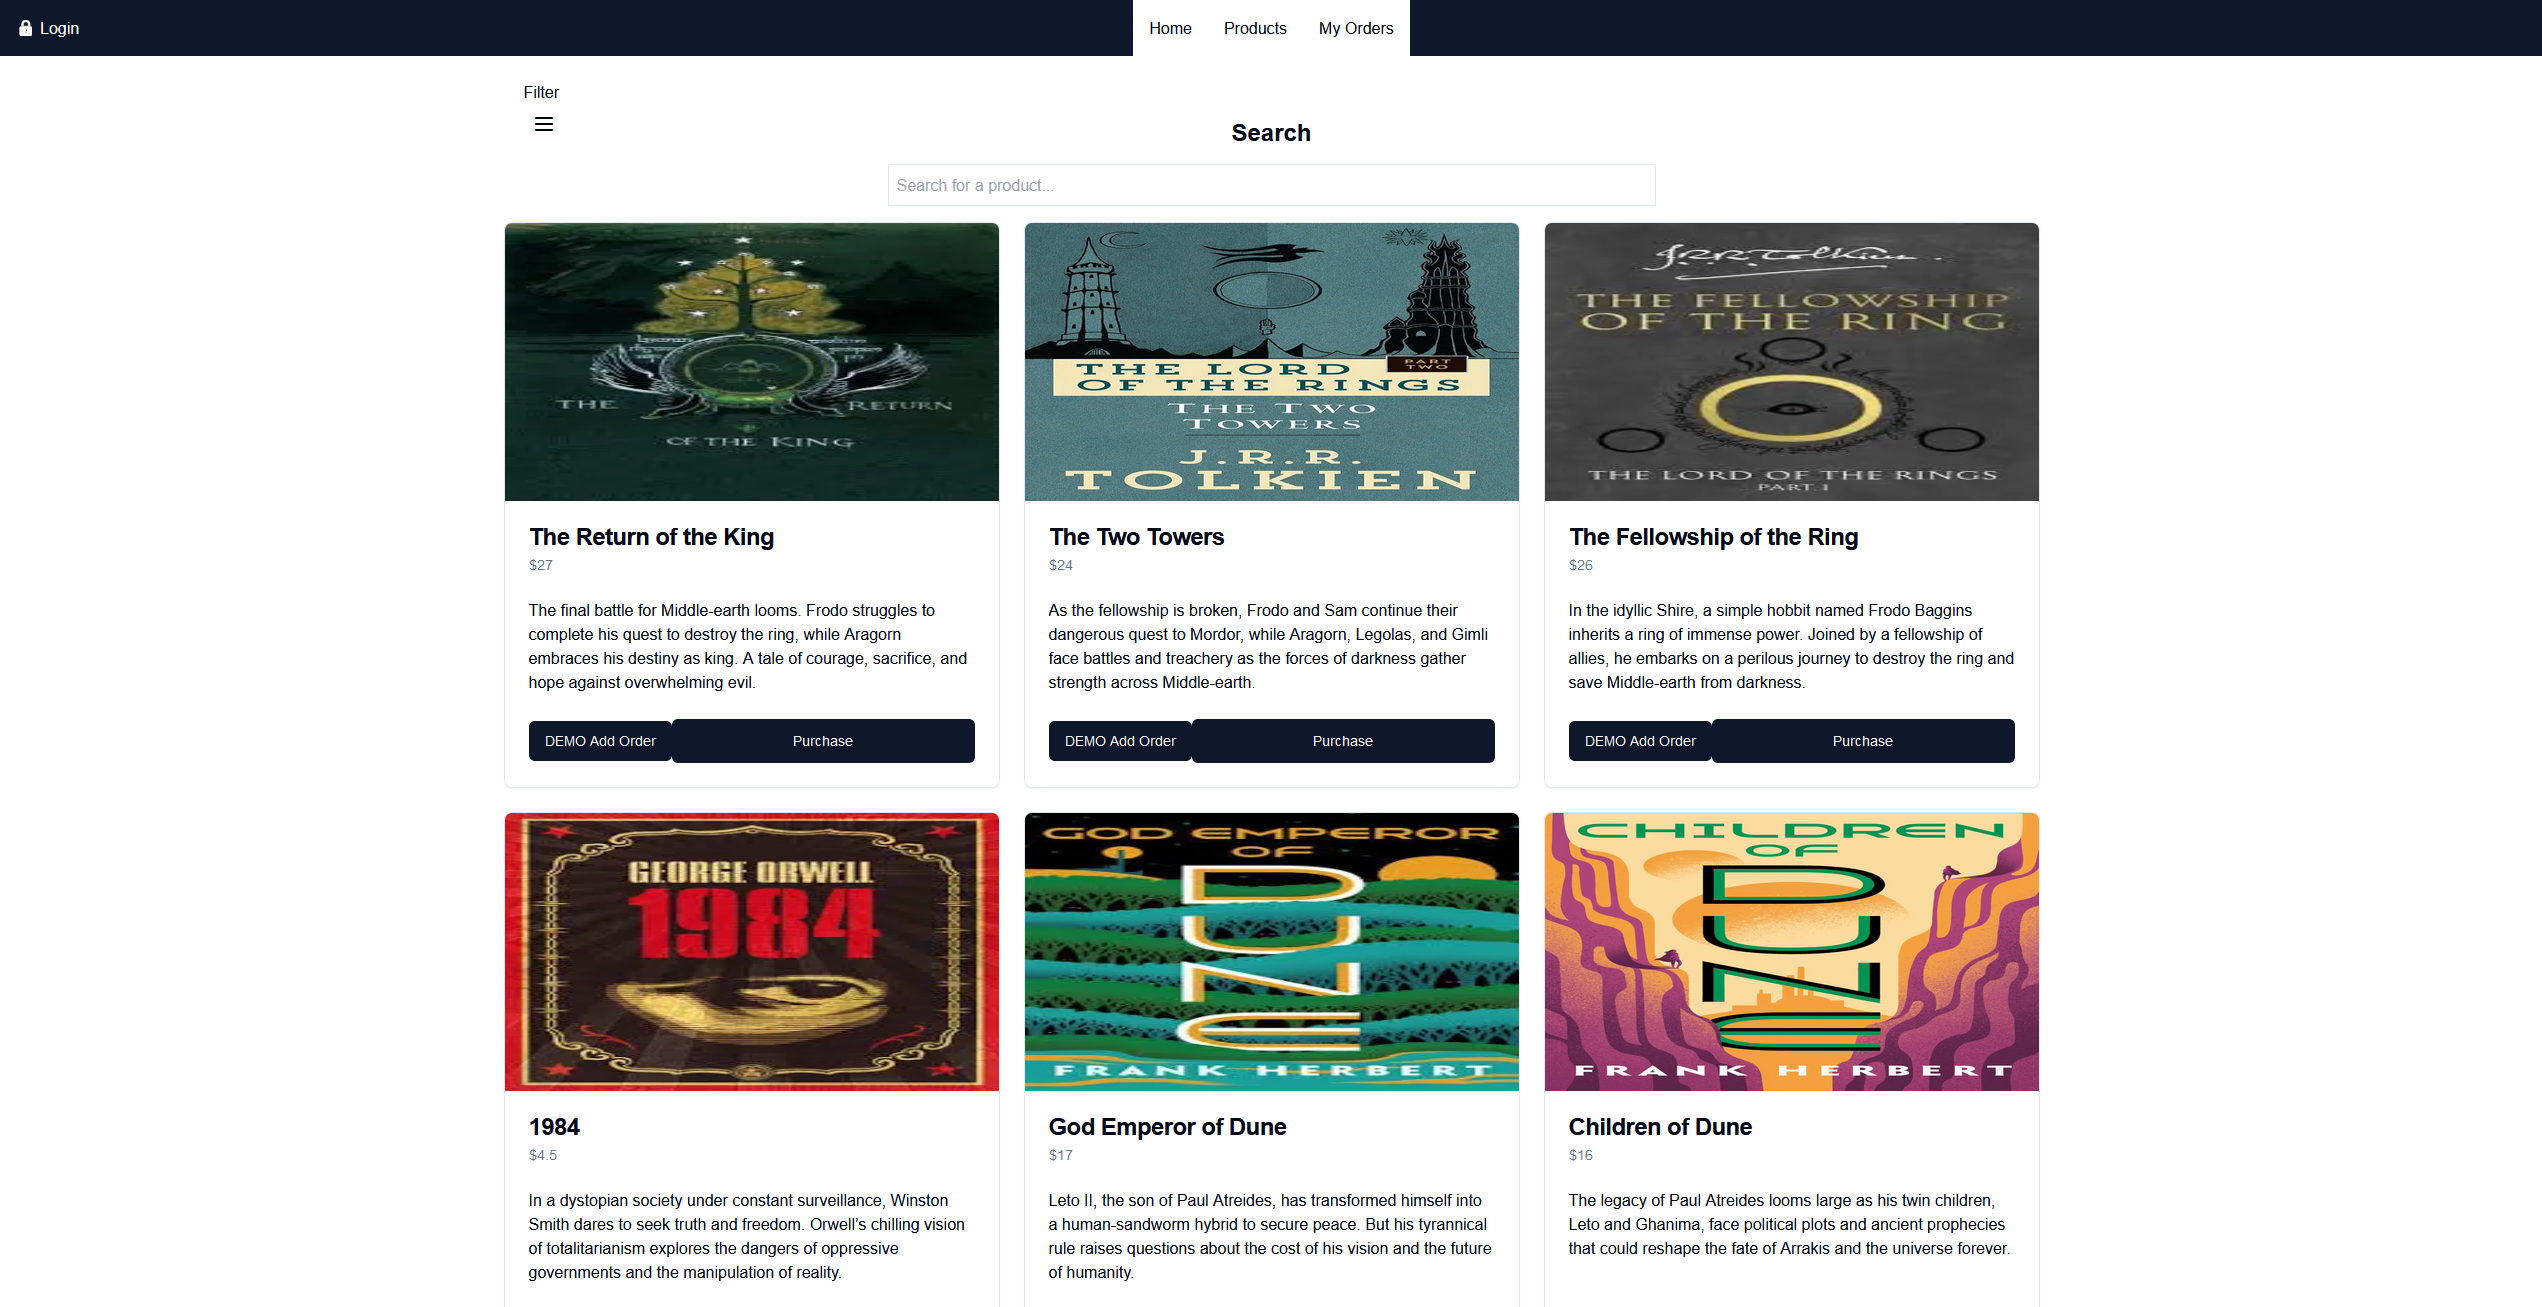 Login
Home Products My Orders
Filter
Search
Search for a product...
THE RETURN
OF THE KING
The Return of the King
$27
The final battle for Middle-earth looms. Frodo struggles to
complete his quest to destroy the ring, while Aragorn
embraces his destiny as king. A tale of courage, sacrifice, and
hope against overwhelming evil.
DEMO Add Order Purchase
PART
TWO
THE LORD
OF THE RINGS
THE TWO
TOWERS
J.R.R.
TOLKIEN
The Two Towers
$24
As the fellowship is broken, Frodo and Sam continue their
dangerous quest to Mordor, while Aragorn, Legolas, and Gimli
face battles and treachery as the forces of darkness gather
strength across Middle-earth.
DEMO Add Order Purchase
J.R.R. Tolkien
THE FELLOWSHIP
OF THE RING
THE LORD OF THE RINGS
PART 1
The Fellowship of the Ring
$26
In the idyllic Shire, a simple hobbit named Frodo Baggins
inherits a ring of immense power. Joined by a fellowship of
allies, he embarks on a perilous journey to destroy the ring and
save Middle-earth from darkness.
DEMO Add Order Purchase
GEORGE ORWELL
1984
1984
$4.5
In a dystopian society under constant surveillance, Winston
Smith dares to seek truth and freedom. Orwell’s chilling vision
of totalitarianism explores the dangers of oppressive
governments and the manipulation of reality.
GOD EMPEROR
OF
DUNE
FRANK HERBERT
God Emperor of Dune
$17
Leto II, the son of Paul Atreides, has transformed himself into
a human-sandworm hybrid to secure peace. But his tyrannical
rule raises questions about the cost of his vision and the future
of humanity.
CHILDREN
OF
DUNE
FRANK HERBERT
Children of Dune
$16
The legacy of Paul Atreides looms large as his twin children,
Leto and Ghanima, face political plots and ancient prophecies
that could reshape the fate of Arrakis and the universe forever.